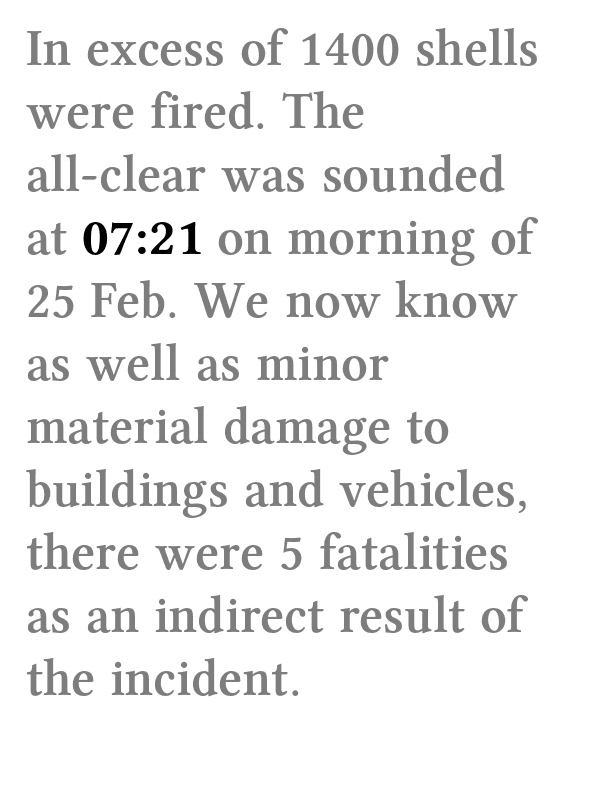 In excess of 1400 shells
were fired. The
all-clear was sounded
at 07:21 on morning of
25 Feb. We now know
as well as minor
material damage to
buildings and vehicles,
there were 5 fatalities
as an indirect result of
the incident.